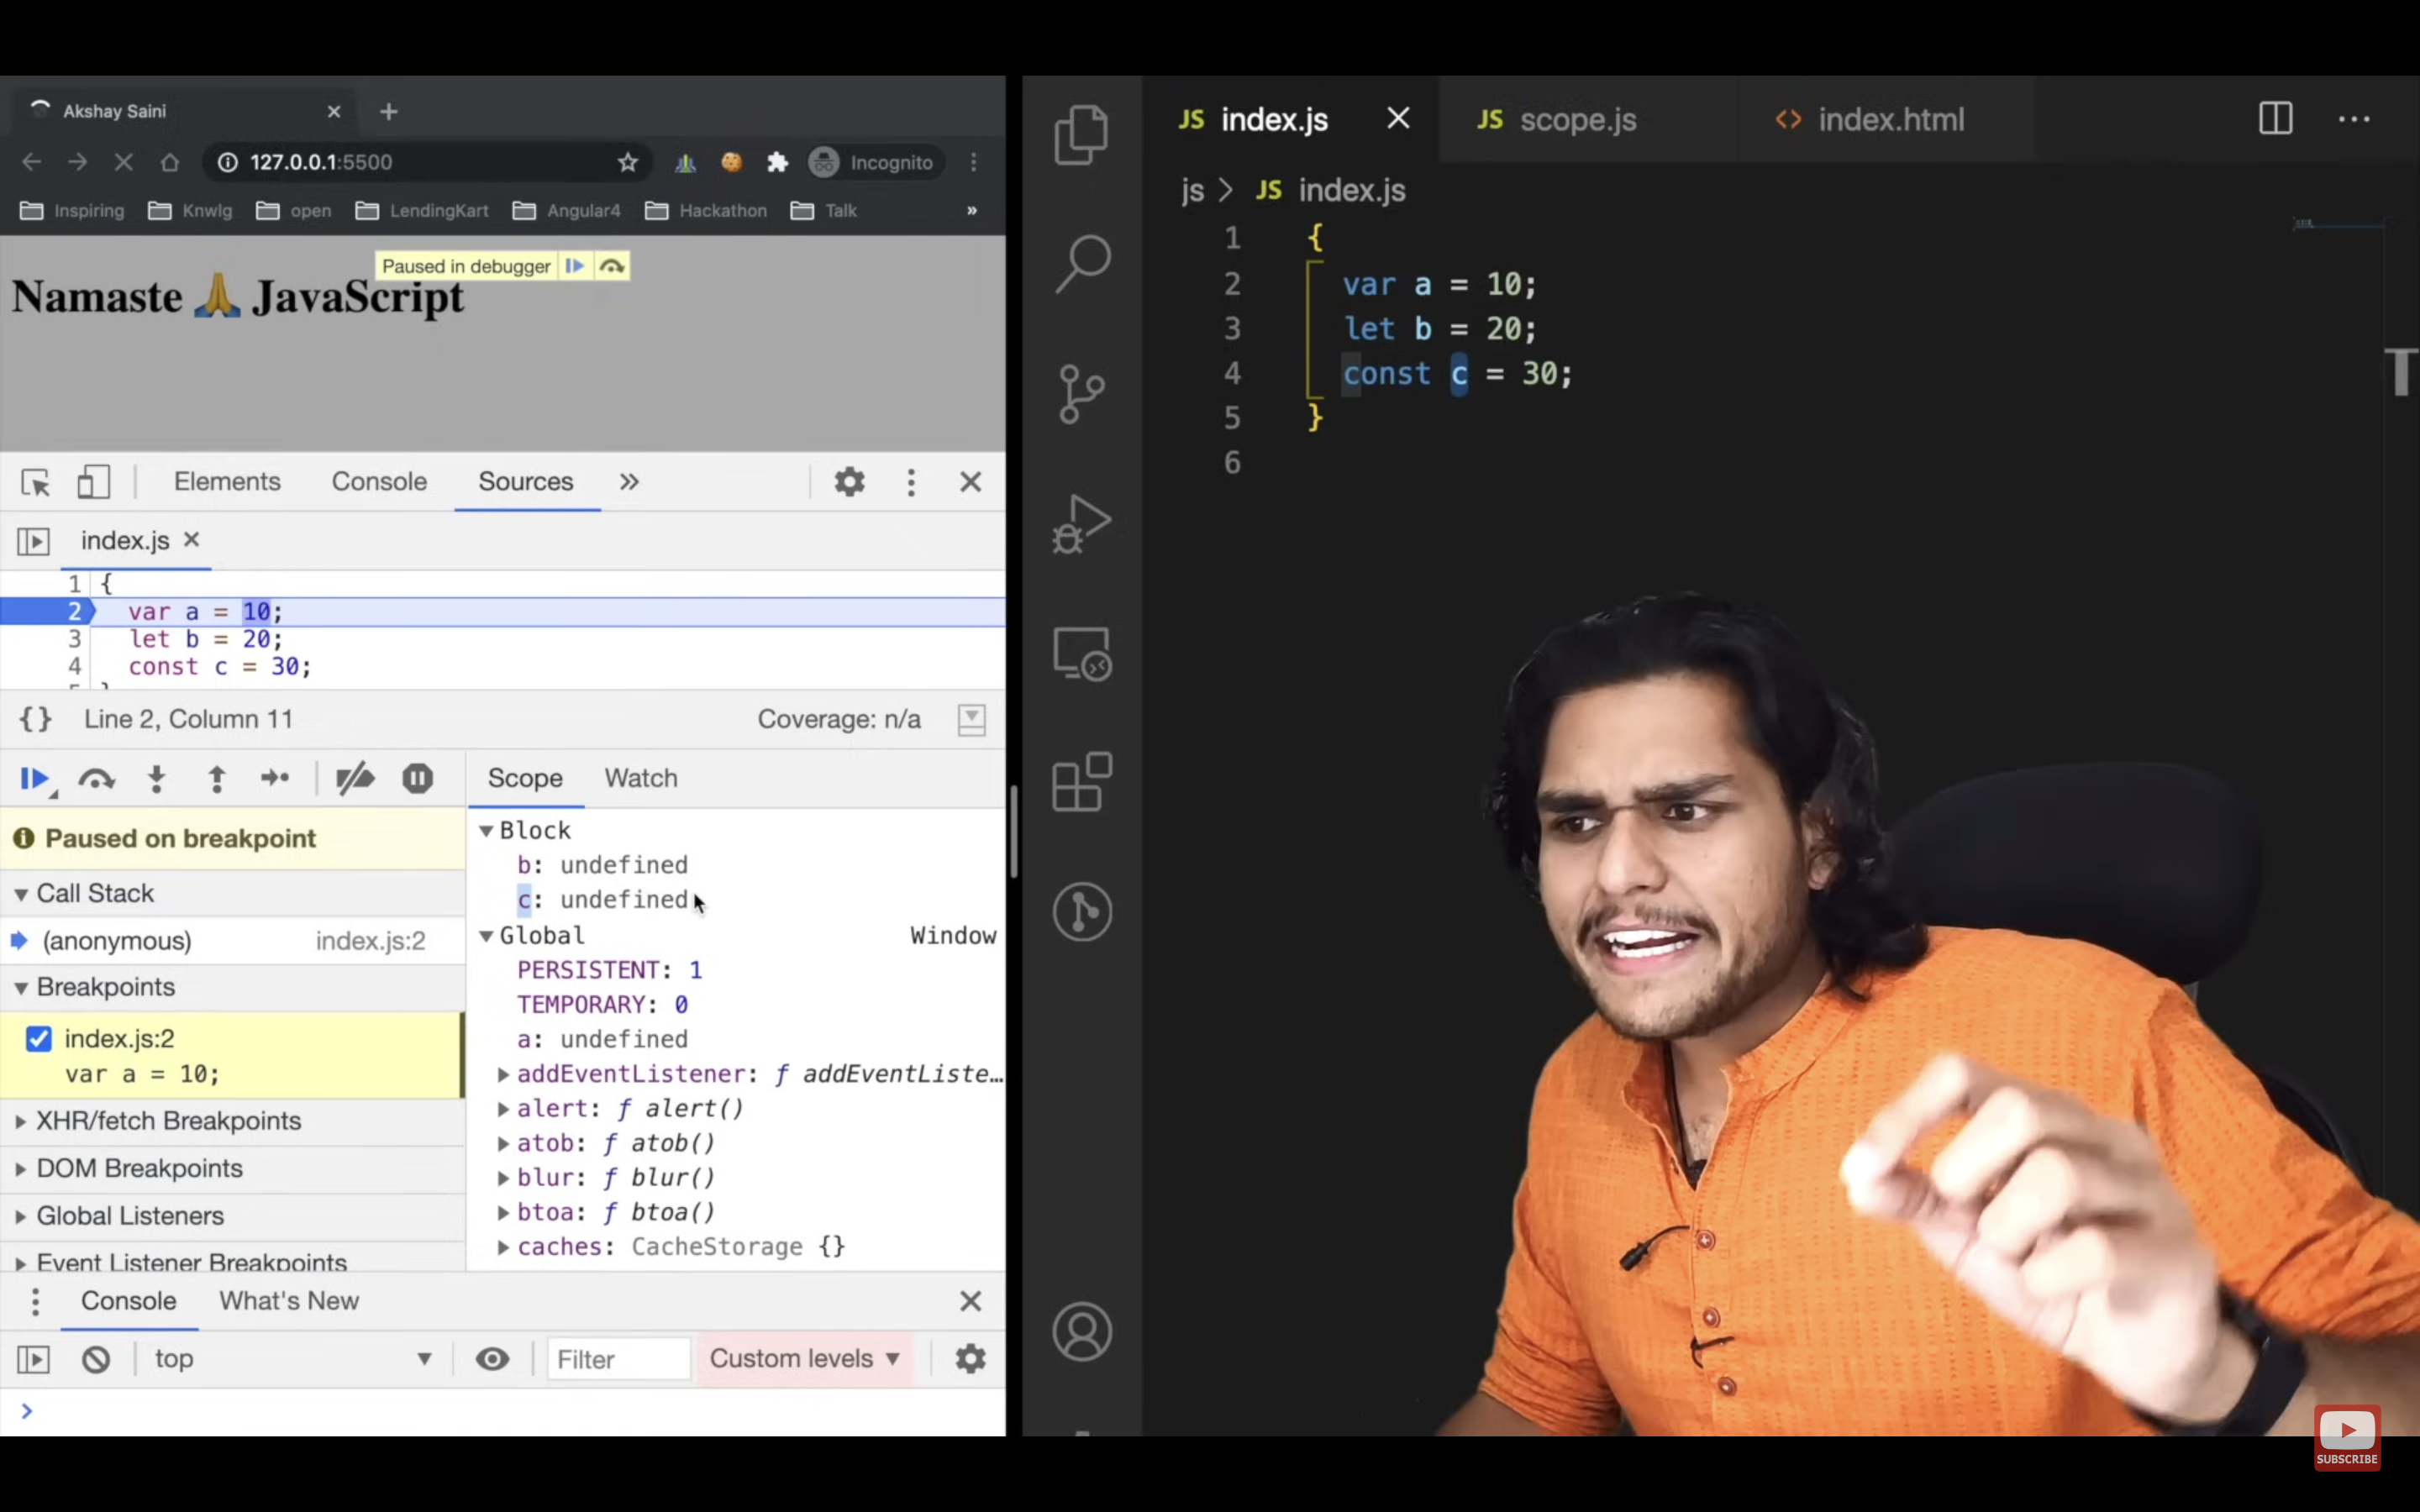 Akshay Saini
127.0.0.1:5500
Incognito
Inspiring Knwlg open LendingKart Angular4 Hackathon Talk »
Paused in debugger
Namaste 🙏 JavaScript
Elements Console Sources »
index.js
1 {
2 var a = 10;
3 let b = 20;
4 const c = 30;
{} Line 2, Column 11 Coverage: n/a
Scope Watch
Paused on breakpoint
Call Stack
(anonymous) index.js:2
Breakpoints
index.js:2
var a = 10;
XHR/fetch Breakpoints
DOM Breakpoints
Global Listeners
Event Listener Breakpoints
Block
b: undefined
c: undefined
Global Window
PERSISTENT: 1
TEMPORARY: 0
a: undefined
addEventListener: ƒ addEventListe…
alert: ƒ alert()
atob: ƒ atob()
blur: ƒ blur()
btoa: ƒ btoa()
caches: CacheStorage {}
Console What's New
top Filter Custom levels
>
JS index.js JS scope.js <> index.html
js > JS index.js
1 {
2 var a = 10;
3 let b = 20;
4 const c = 30;
5 }
6
T
SUBSCRIBE